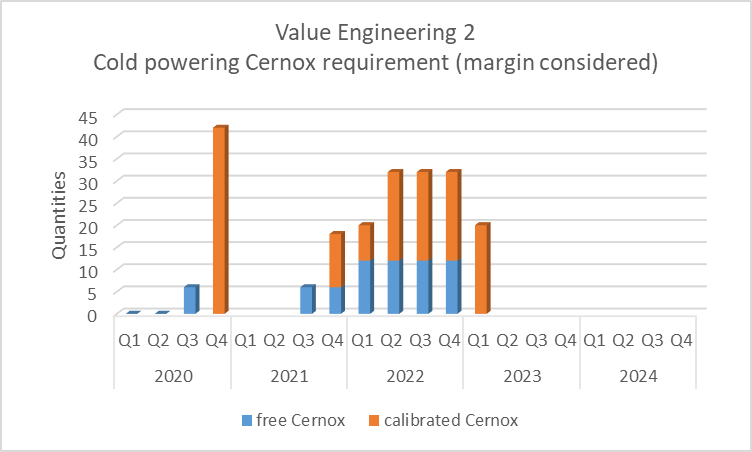 Value Engineering 2
Cold powering Cernox requirement (margin considered)
Quantities
45
40
35
30
25
20
15
10
5
0
Q1 Q2 Q3 Q4 Q1 Q2 Q3 Q4 Q1 Q2 Q3 Q4 Q1 Q2 Q3 Q4 Q1 Q2 Q3 Q4
2020 2021 2022 2023 2024
free Cernox calibrated Cernox